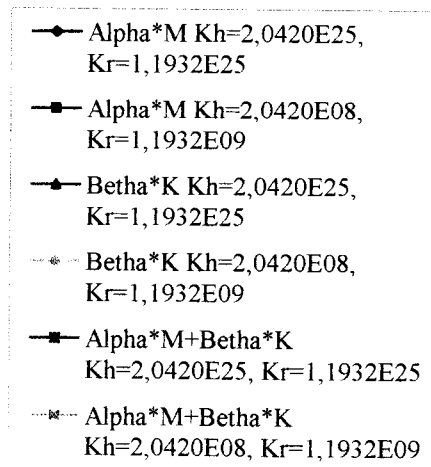 Alpha*M Kh=2,0420E25,
Kr=1,1932E25
Alpha*M Kh=2,0420E08,
Kr=1,1932E09
Betha*K Kh=2,0420E25,
Kr=1,1932E25
Betha*K Kh=2,0420E08,
Kr=1,1932E09
Alpha*M+Betha*K
Kh=2,0420E25, Kr=1,1932E25
Alpha*M+Betha*K
Kh=2,0420E08, Kr=1,1932E09